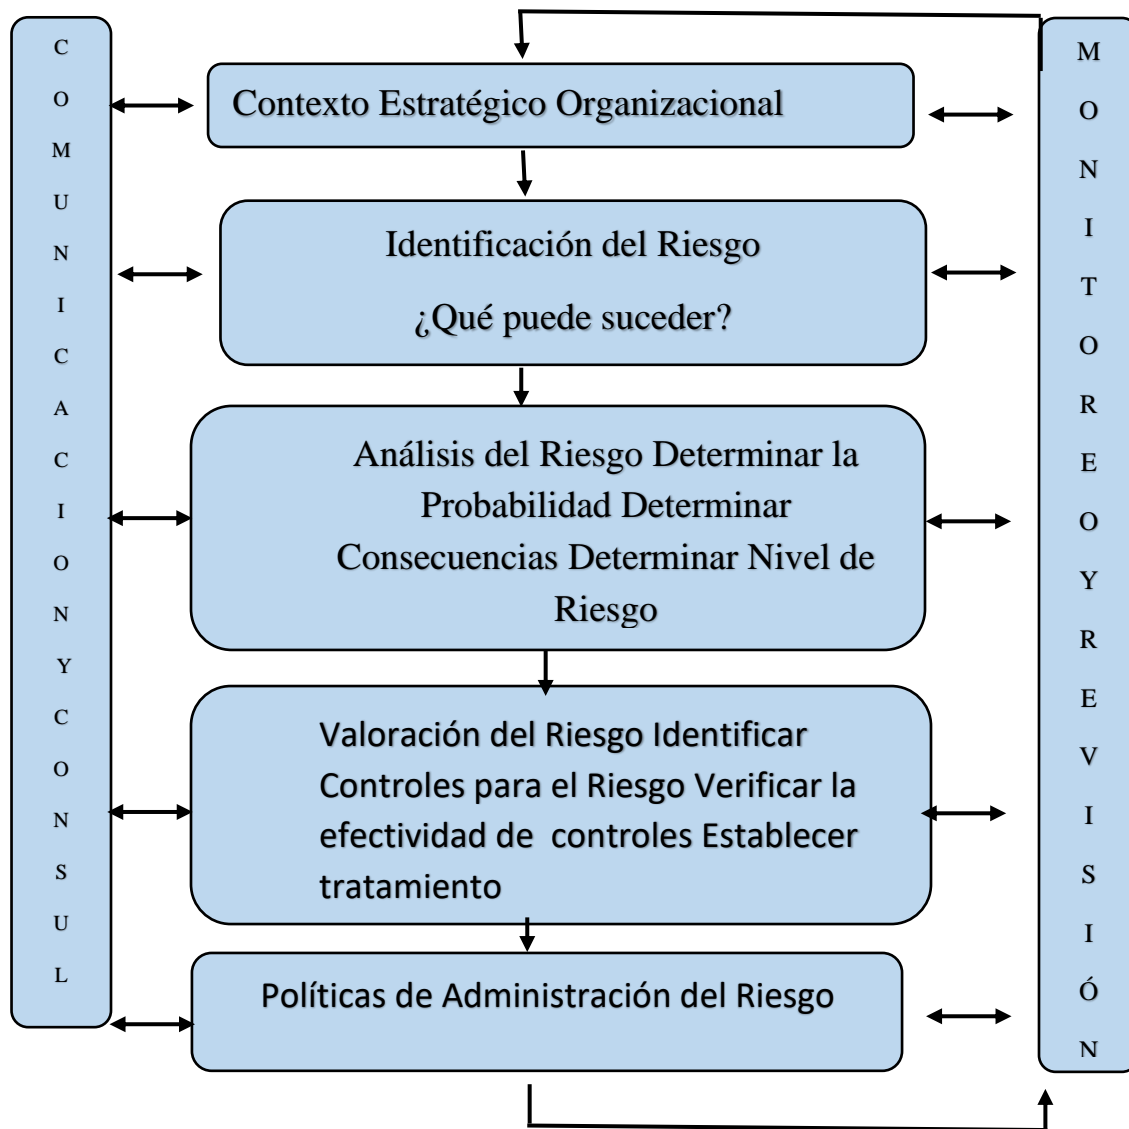 C
O
M
U
N
I
C
A
C
I
O
N
Y
C
O
N
S
U
L
Contexto Estratégico Organizacional
Identificación del Riesgo
¿Qué puede suceder?
Análisis del Riesgo Determinar la
Probabilidad Determinar
Consecuencias Determinar Nivel de
Riesgo
Valoración del Riesgo Identificar
Controles para el Riesgo Verificar la
efectividad de  controles Establecer
tratamiento
Políticas de Administración del Riesgo
M
O
N
I
T
O
R
E
O
Y
R
E
V
I
S
I
Ó
N